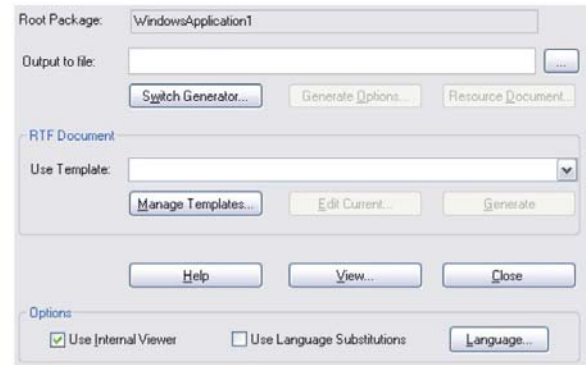 Root Package: WindowsApplication1
Output to file: ...
Switch Generator... Generate Options... Resource Document...
RTF Document
Use Template:
Manage Templates... Edit Current... Generate
Help View... Close
Options
Use Internal Viewer Use Language Substitutions Language...